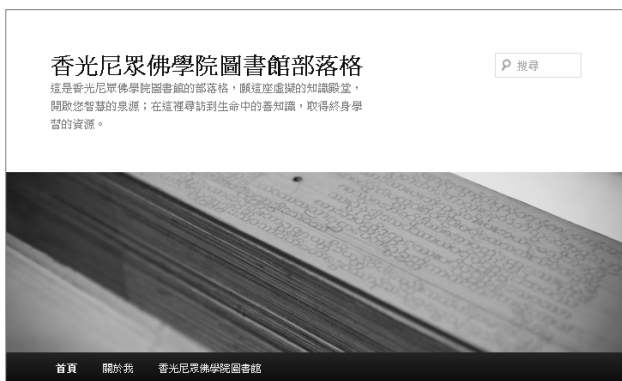 香光尼眾佛學院圖書館部落格
搜尋
這是香光尼眾佛學院圖書館的部落格，願這座虛擬的知識殿堂，
開啟您智慧的泉源；在這裡尋訪到生命中的善知識，取得終身學
習的資源。
首頁 關於我 香光尼眾佛學院圖書館